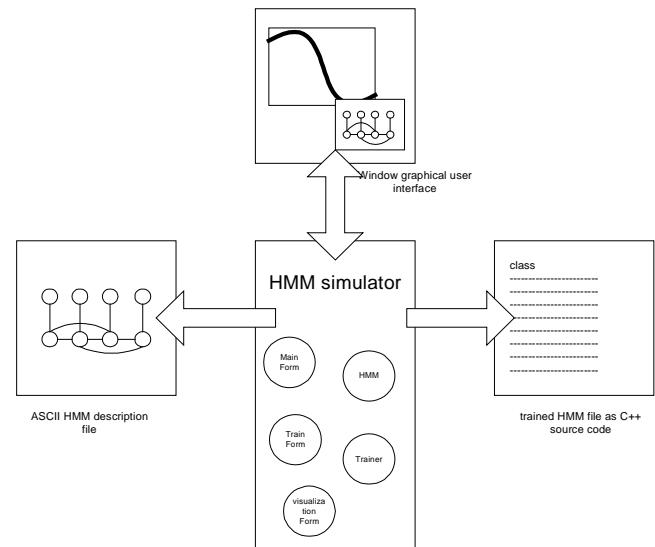 Window graphical user
interface
HMM simulator
class
Main
Form
HMM
Train
Form
Trainer
visualiza
tion
Form
ASCII HMM description
file
trained HMM file as C++
source code